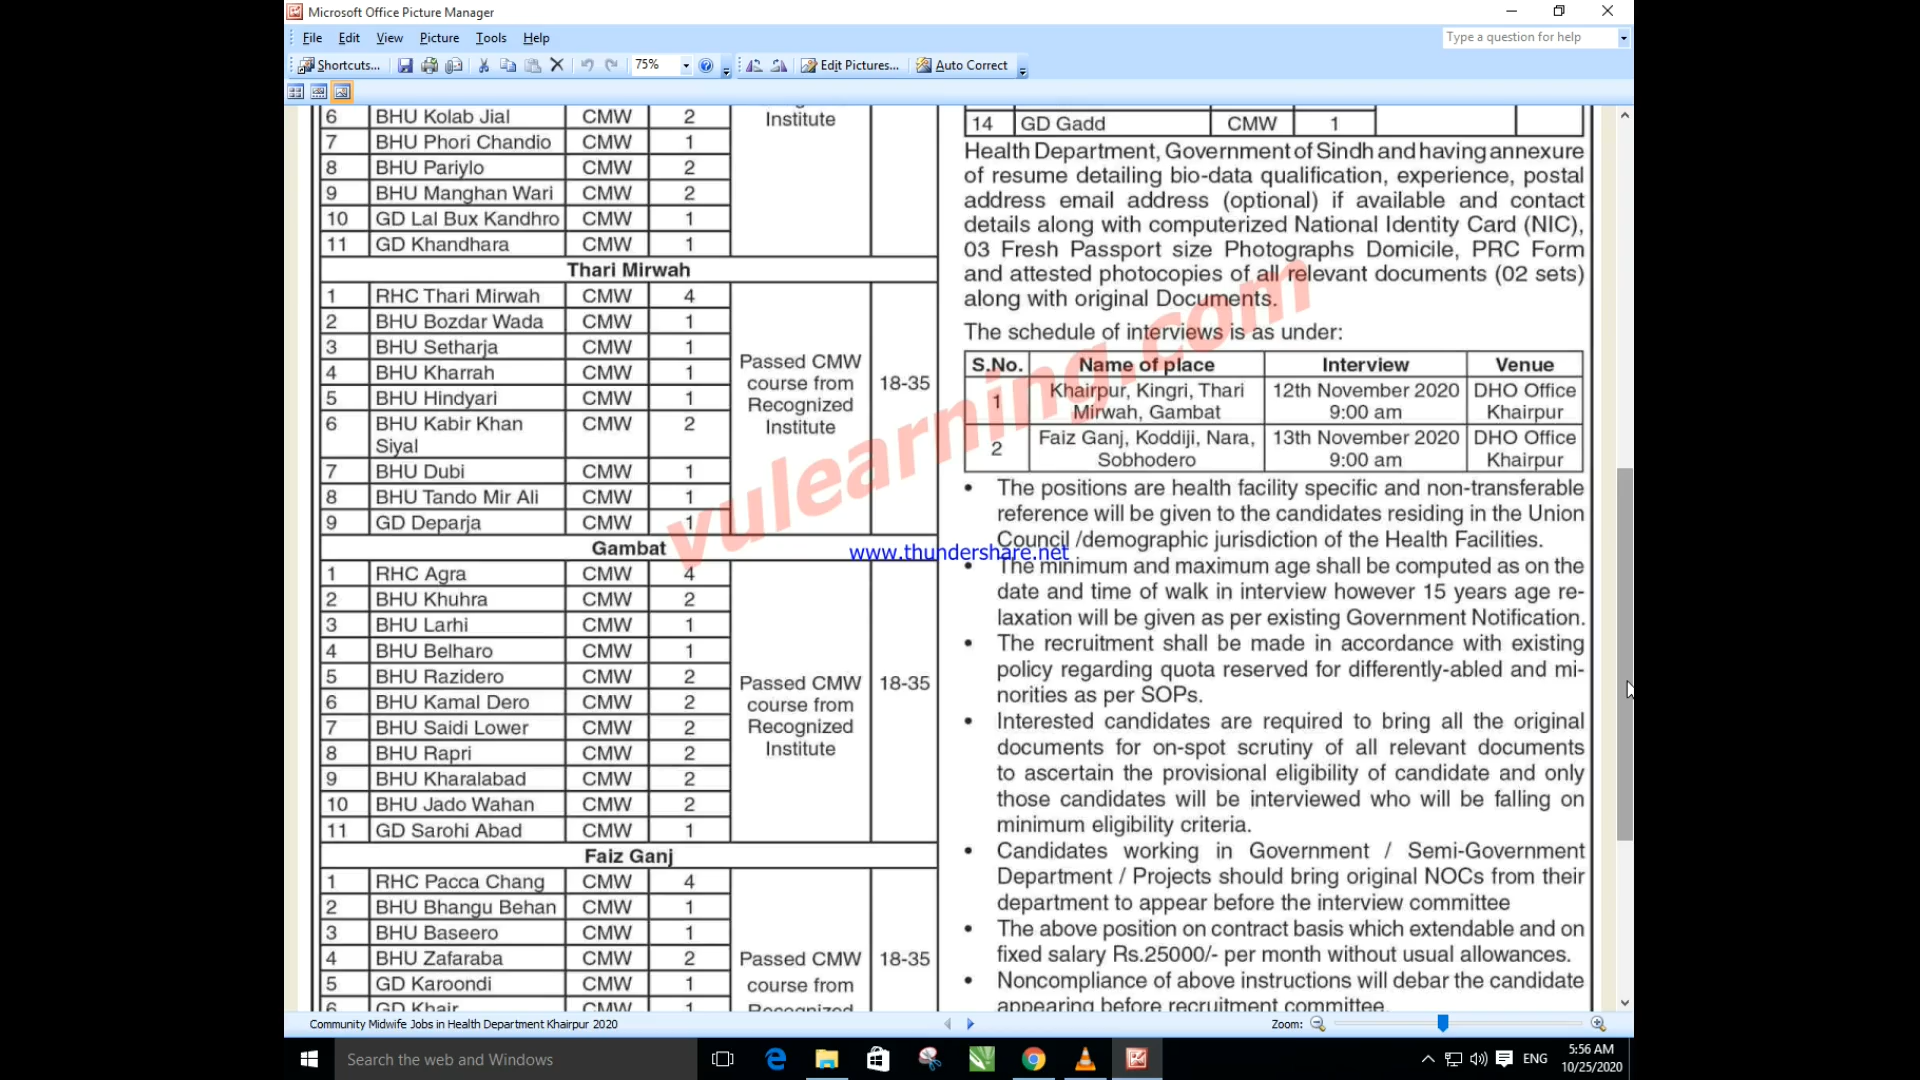 Microsoft Office Picture Manager
File Edit View Picture Tools Help
Type a question for help
Shortcuts... 75% Edit Pictures... Auto Correct
6 BHU Kolab Jial CMW 2
Institute
7 BHU Phori Chandio CMW 1
8 BHU Pariylo CMW 2
9 BHU Manghan Wari CMW 2
10 GD Lal Bux Kandhro CMW 1
11 GD Khandhara CMW 1
Thari Mirwah
1 RHC Thari Mirwah CMW 4
2 BHU Bozdar Wada CMW 1
3 BHU Setharja CMW 1
4 BHU Kharrah CMW 1
5 BHU Hindyari CMW 1
6 BHU Kabir Khan CMW 2
Siyal
7 BHU Dubi CMW 1
8 BHU Tando Mir Ali CMW 1
9 GD Deparja CMW 1
Passed CMW
course from
Recognized
Institute
18-35
Gambat
1 RHC Agra CMW 4
2 BHU Khuhra CMW 2
3 BHU Larhi CMW 1
4 BHU Belharo CMW 1
5 BHU Razidero CMW 2
6 BHU Kamal Dero CMW 2
7 BHU Saidi Lower CMW 2
8 BHU Rapri CMW 2
9 BHU Kharalabad CMW 2
10 BHU Jado Wahan CMW 2
11 GD Sarohi Abad CMW 1
Passed CMW
course from
Recognized
Institute
18-35
Faiz Ganj
1 RHC Pacca Chang CMW 4
2 BHU Bhangu Behan CMW 1
3 BHU Baseero CMW 1
4 BHU Zafaraba CMW 2
5 GD Karoondi CMW 1
6 GD Khair CMW 1
Passed CMW
course from
Recognized
18-35
14 GD Gadd CMW 1
Health Department, Government of Sindh and having annexure
of resume detailing bio-data qualification, experience, postal
address email address (optional) if available and contact
details along with computerized National Identity Card (NIC),
03 Fresh Passport size Photographs Domicile, PRC Form
and attested photocopies of all relevant documents (02 sets)
along with original Documents.
The schedule of interviews is as under:
S.No. Name of place Interview Venue
1 Khairpur, Kingri, Thari 12th November 2020 DHO Office
Mirwah, Gambat 9:00 am Khairpur
2 Faiz Ganj, Koddiji, Nara, 13th November 2020 DHO Office
Sobhodero 9:00 am Khairpur
• The positions are health facility specific and non-transferable
reference will be given to the candidates residing in the Union
Council /demographic jurisdiction of the Health Facilities.
• The minimum and maximum age shall be computed as on the
date and time of walk in interview however 15 years age re-
laxation will be given as per existing Government Notification.
• The recruitment shall be made in accordance with existing
policy regarding quota reserved for differently-abled and mi-
norities as per SOPs.
• Interested candidates are required to bring all the original
documents for on-spot scrutiny of all relevant documents
to ascertain the provisional eligibility of candidate and only
those candidates will be interviewed who will be falling on
minimum eligibility criteria.
• Candidates working in Government / Semi-Government
Department / Projects should bring original NOCs from their
department to appear before the interview committee
• The above position on contract basis which extendable and on
fixed salary Rs.25000/- per month without usual allowances.
• Noncompliance of above instructions will debar the candidate
appearing before recruitment committee.
vulearning.com
www.thundershare.net
Community Midwife Jobs in Health Department Khairpur 2020
Zoom:
Search the web and Windows
ENG
5:56 AM
10/25/2020